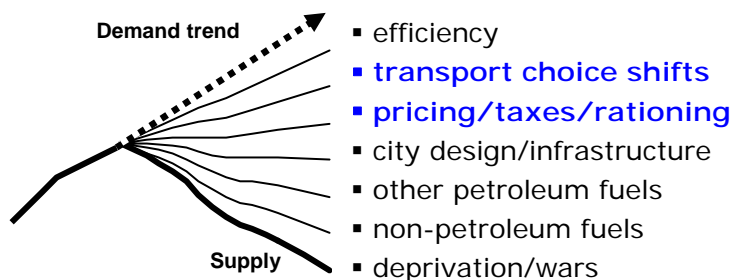 Demand trend
▪ efficiency
▪ transport choice shifts
▪ pricing/taxes/rationing
▪ city design/infrastructure
▪ other petroleum fuels
▪ non-petroleum fuels
Supply
▪ deprivation/wars